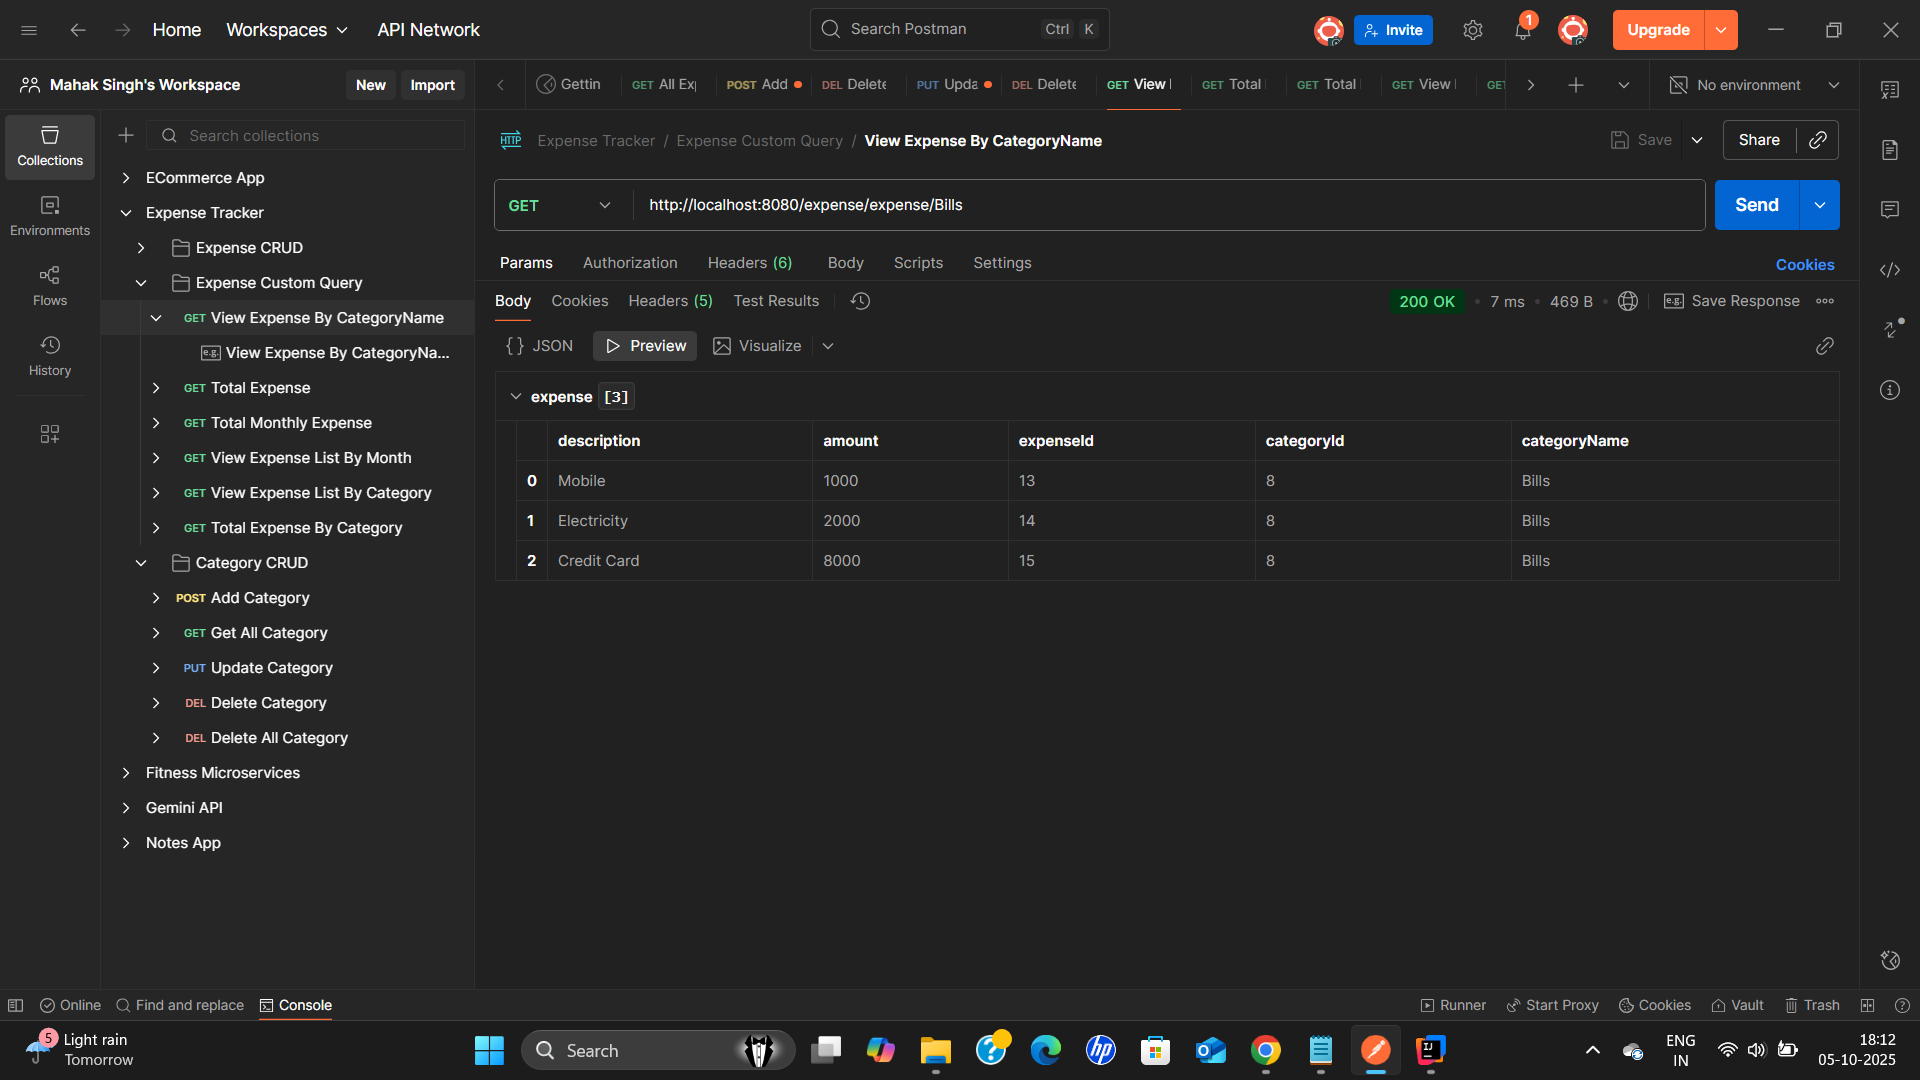 Home Workspaces API Network Search Postman Ctrl K Invite 1 Upgrade
Mahak Singh's Workspace New Import
Gettin GET All Ex POST Add DEL Delete PUT Upda DEL Delete GET View GET Total GET Total GET View GET No environment
Collections
Environments
Flows
History
Search collections
ECommerce App
Expense Tracker
Expense CRUD
Expense Custom Query
GET View Expense By CategoryName
e.g. View Expense By CategoryNa...
GET Total Expense
GET Total Monthly Expense
GET View Expense List By Month
GET View Expense List By Category
GET Total Expense By Category
Category CRUD
POST Add Category
GET Get All Category
PUT Update Category
DEL Delete Category
DEL Delete All Category
Fitness Microservices
Gemini API
Notes App
HTTP Expense Tracker / Expense Custom Query / View Expense By CategoryName Save Share
GET http://localhost:8080/expense/expense/Bills Send
Params Authorization Headers (6) Body Scripts Settings Cookies
Body Cookies Headers (5) Test Results 200 OK • 7 ms • 469 B • e.g. Save Response
{} JSON Preview Visualize
expense [3]
description amount expenseId categoryId categoryName
0 Mobile 1000 13 8 Bills
1 Electricity 2000 14 8 Bills
2 Credit Card 8000 15 8 Bills
Online Find and replace Console Runner Start Proxy Cookies Vault Trash
5 Light rain
Tomorrow
Search
hp
IJ
ENG
IN
18:12
05-10-2025